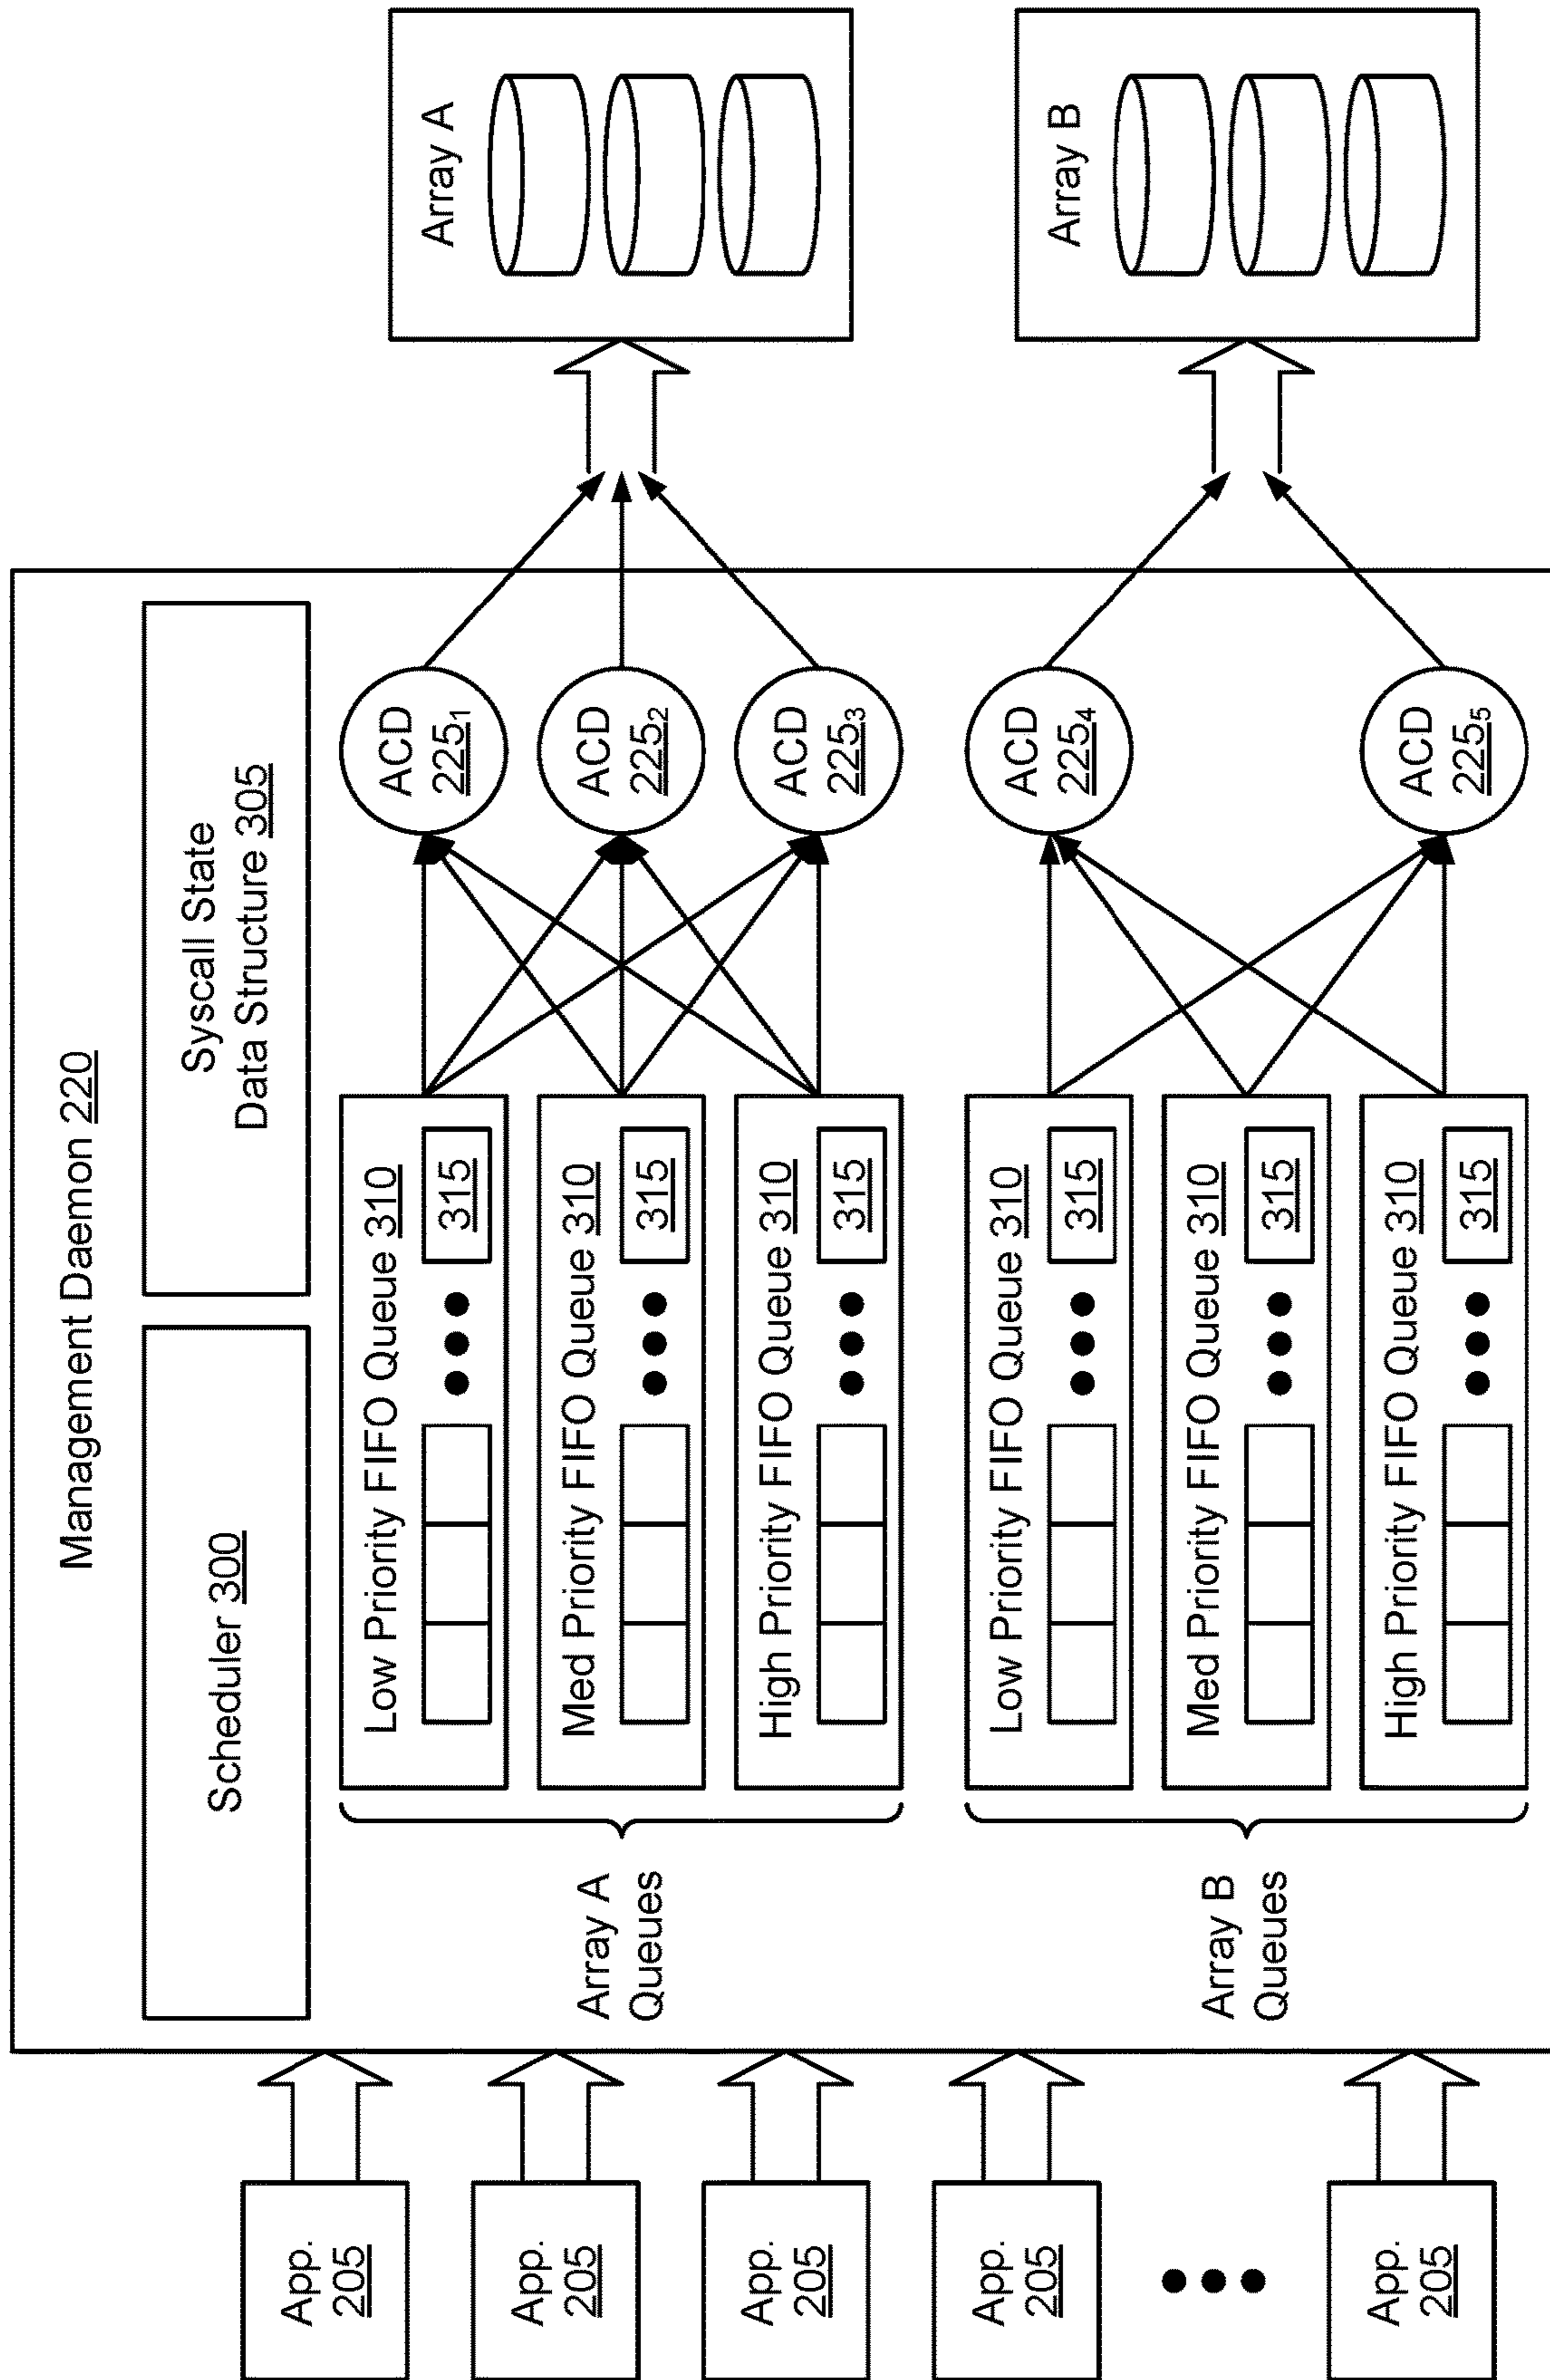 Management Daemon 220
Scheduler 300
Syscall State
Data Structure 305
App.
205
App.
205
App.
205
App.
205
App.
205
Array A
Queues
Low Priority FIFO Queue 310
315
Med Priority FIFO Queue 310
315
High Priority FIFO Queue 310
315
ACD
225₁
ACD
225₂
ACD
225₃
Array A
Array B
Queues
Low Priority FIFO Queue 310
315
Med Priority FIFO Queue 310
315
High Priority FIFO Queue 310
315
ACD
225₄
ACD
225₅
Array B